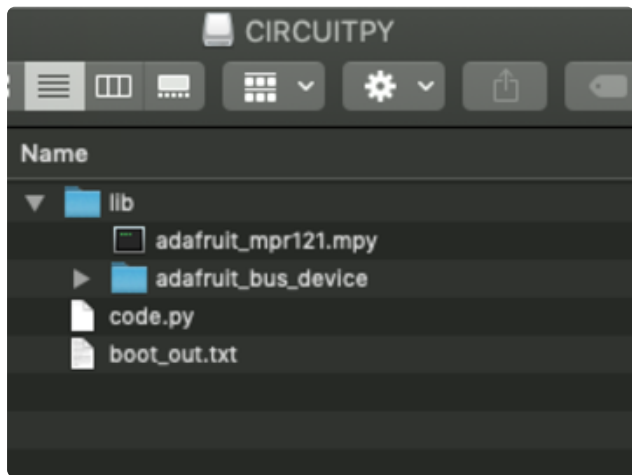 CIRCUITPY
Name
lib
adafruit_mpr121.mpy
adafruit_bus_device
code.py
boot_out.txt